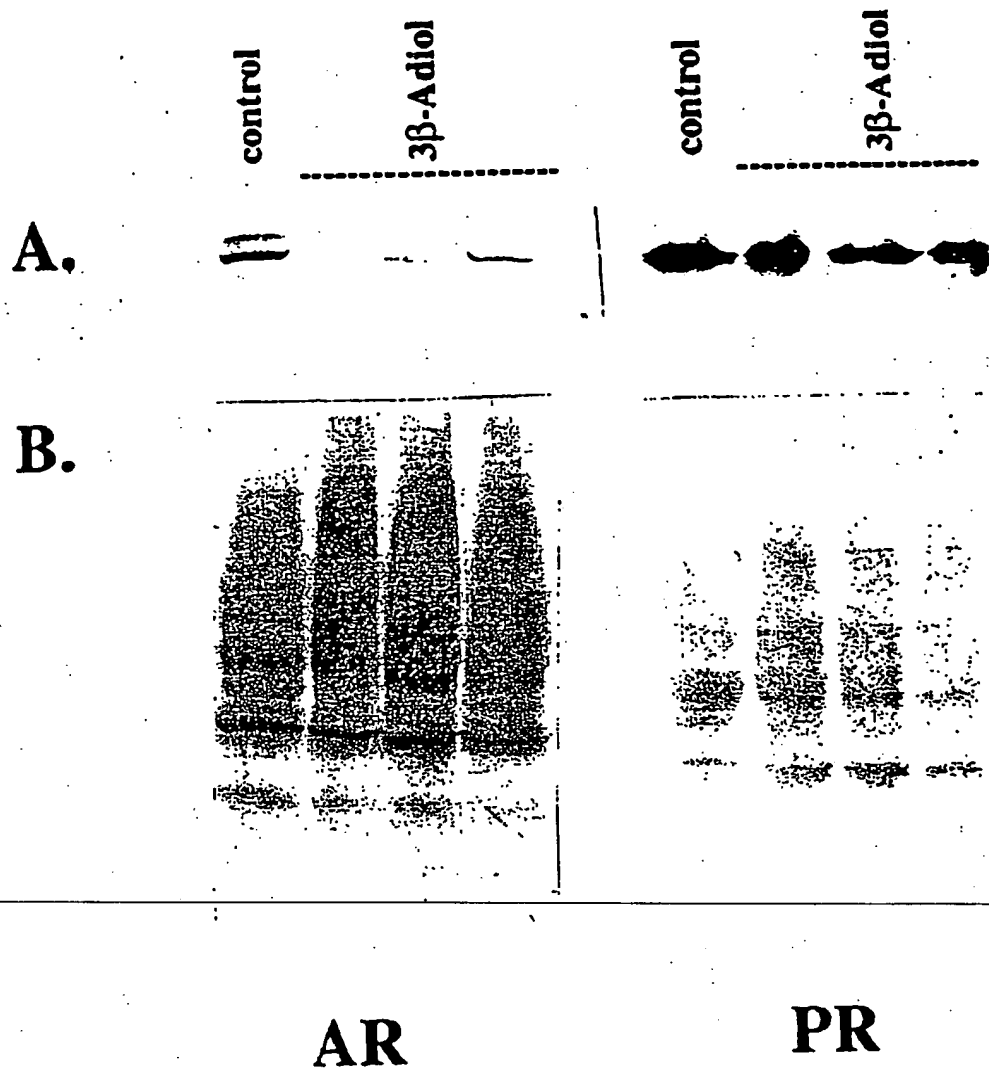 control
3β-Adiol
control
3β-Adiol
A.
B.
AR
PR